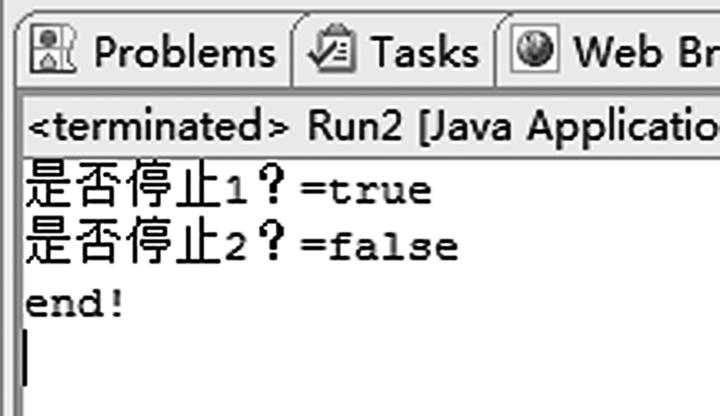 Problems Tasks Web Br
<terminated> Run2 [Java Applicatio
是否停止1？=true
是否停止2？=false
end!